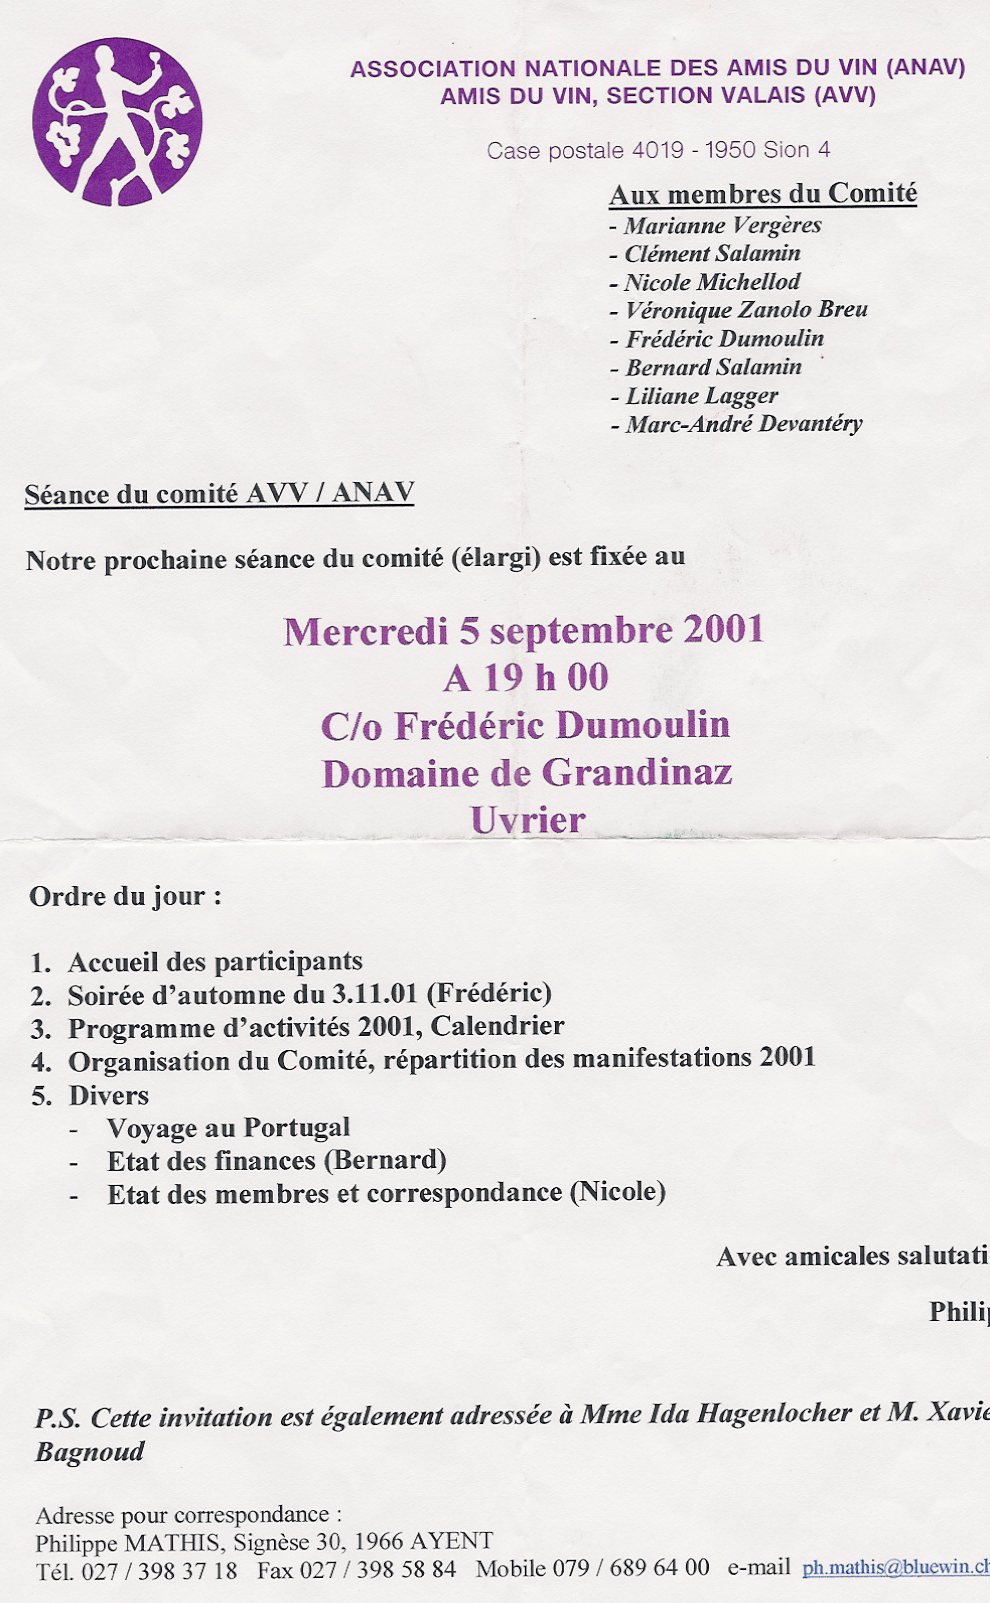 ASSOCIATION NATIONALE DES AMIS DU VIN (ANAV)
AMIS DU VIN, SECTION VALAIS (AVV)
Case postale 4019 - 1950 Sion 4
Aux membres du Comité
- Marianne Vergères
- Clément Salamin
- Nicole Michellod
- Véronique Zanolo Breu
- Frédéric Dumoulin
- Bernard Salamin
- Liliane Lagger
- Marc-André Devantéry
Séance du comité AVV / ANAV
Notre prochaine séance du comité (élargi) est fixée au
Mercredi 5 septembre 2001
A 19 h 00
C/o Frédéric Dumoulin
Domaine de Grandinaz
Uvrier
Ordre du jour :
1. Accueil des participants
2. Soirée d'automne du 3.11.01 (Frédéric)
3. Programme d'activités 2001, Calendrier
4. Organisation du Comité, répartition des manifestations 2001
5. Divers
- Voyage au Portugal
- Etat des finances (Bernard)
- Etat des membres et correspondance (Nicole)
Avec amicales salutati
Philip
P.S. Cette invitation est également adressée à Mme Ida Hagenlocher et M. Xavie
Bagnoud
Adresse pour correspondance :
Philippe MATHIS, Signèse 30, 1966 AYENT
Tél. 027 / 398 37 18 Fax 027 / 398 58 84 Mobile 079 / 689 64 00 e-mail ph.mathis@bluewin.ch